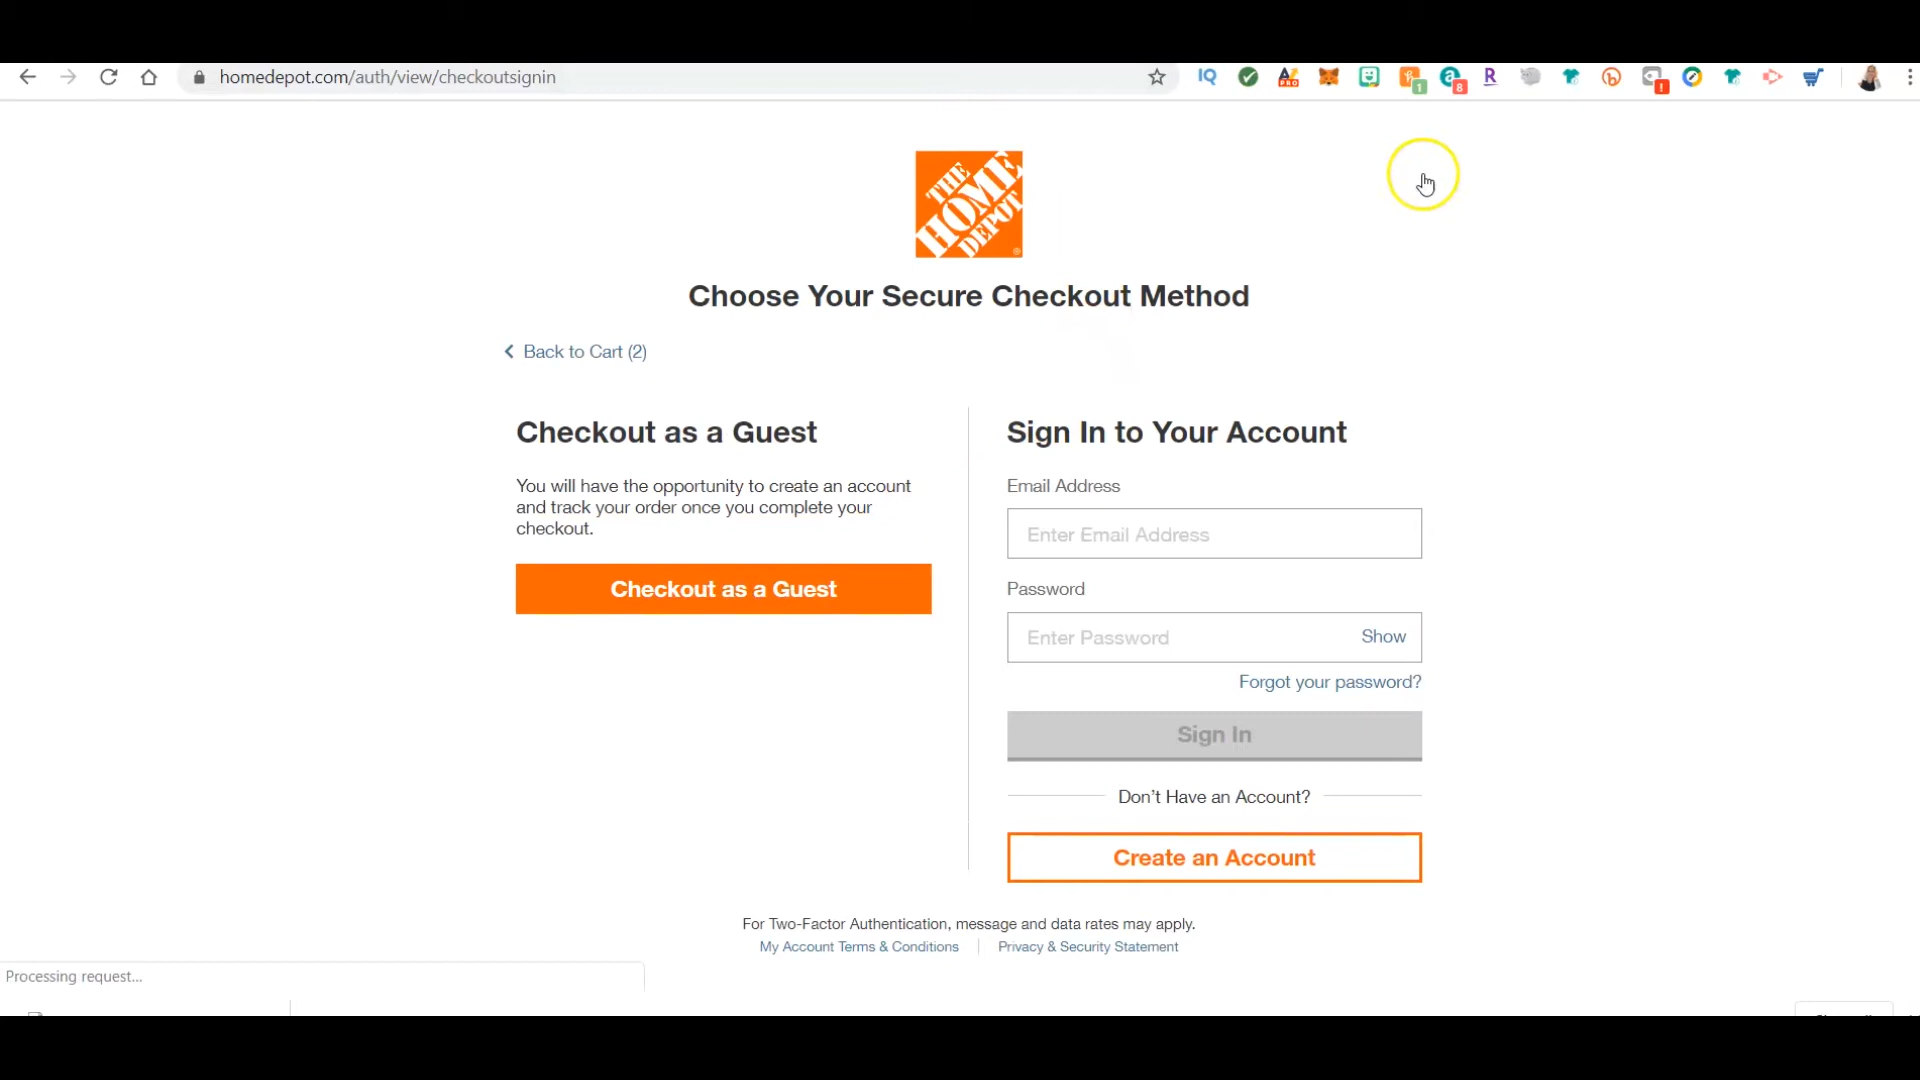 homedepot.com/auth/view/checkoutsignin
THE
HOME
DEPOT
Choose Your Secure Checkout Method
Back to Cart (2)
Checkout as a Guest
You will have the opportunity to create an account
and track your order once you complete your
checkout.
Checkout as a Guest
Sign In to Your Account
Email Address
Enter Email Address
Password
Enter Password Show
Forgot your password?
Sign In
Don't Have an Account?
Create an Account
For Two-Factor Authentication, message and data rates may apply.
My Account Terms & Conditions Privacy & Security Statement
Processing request...